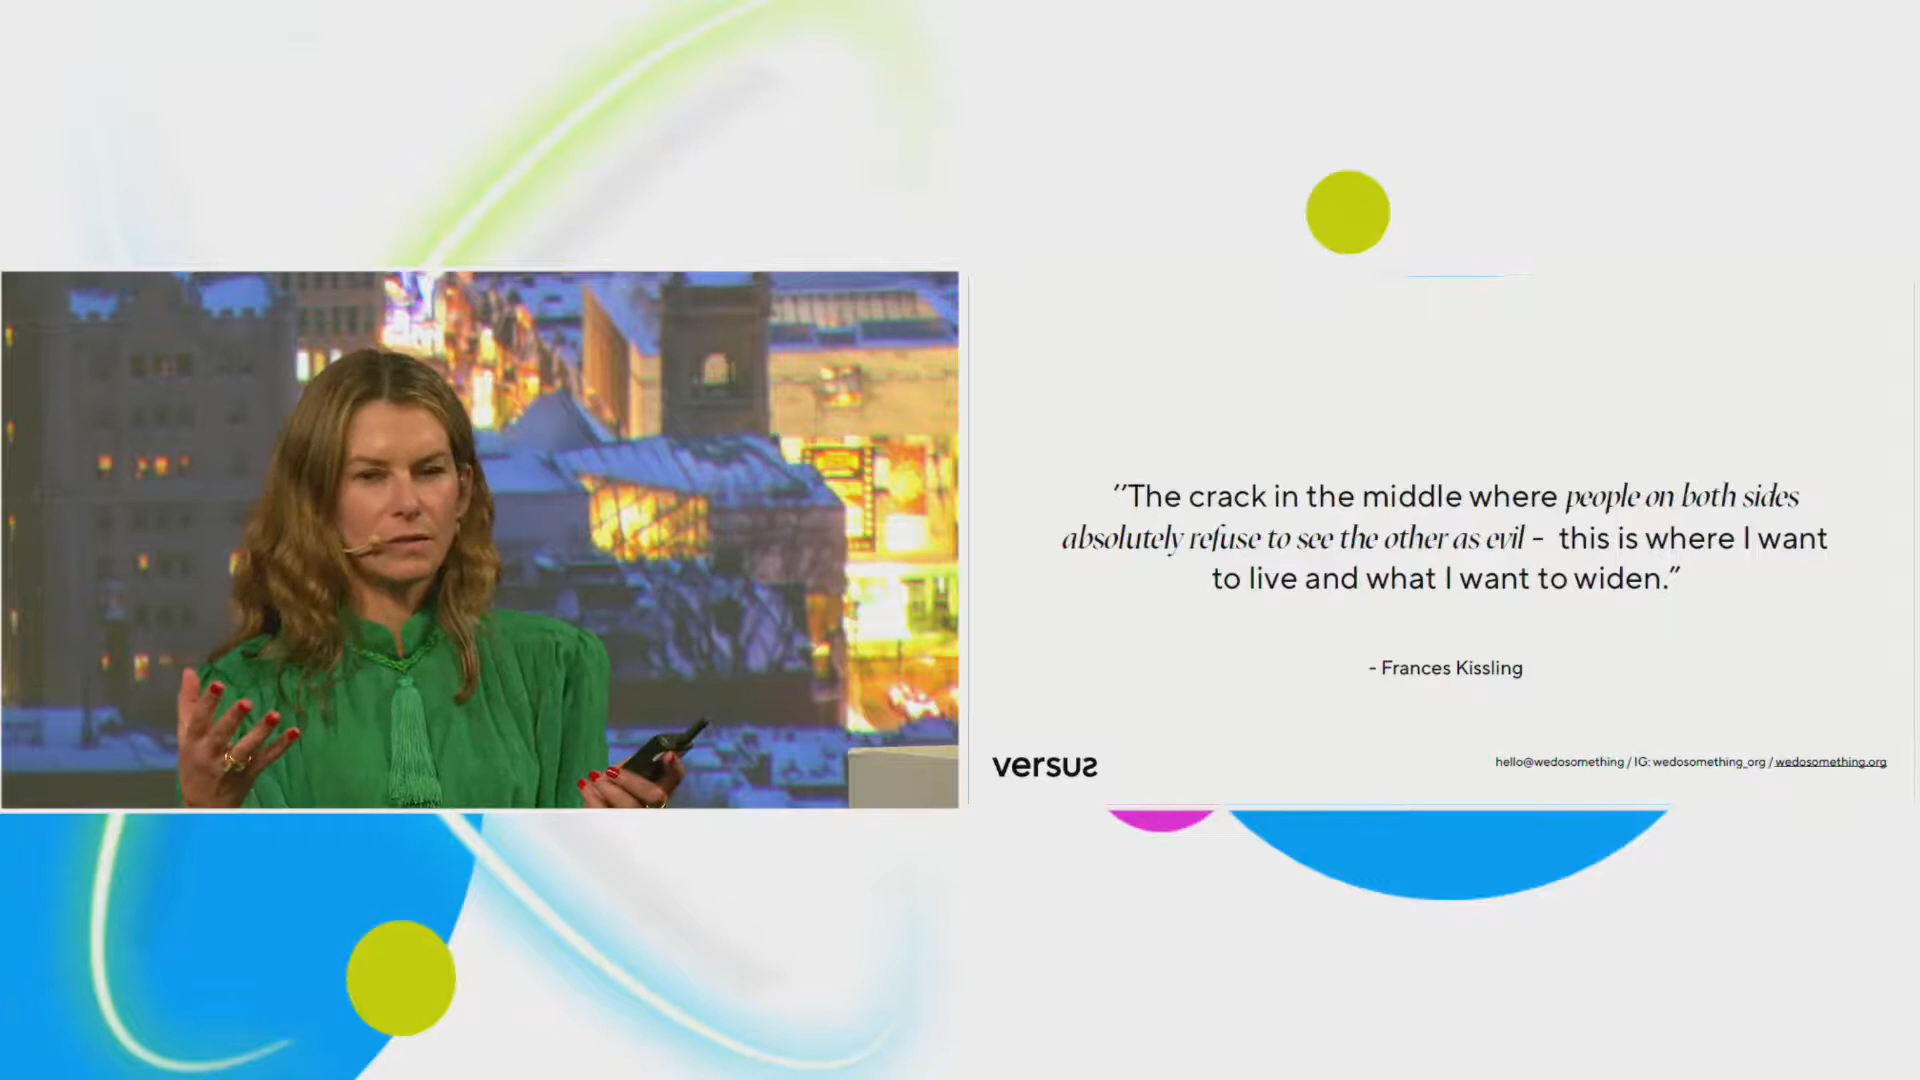 ″The crack in the middle where people on both sides
absolutely refuse to see the other as evil - this is where I want
to live and what I want to widen.″
- Frances Kissling
versus
hello@wedosomething / IG: wedosomething_org / wedosomething.org